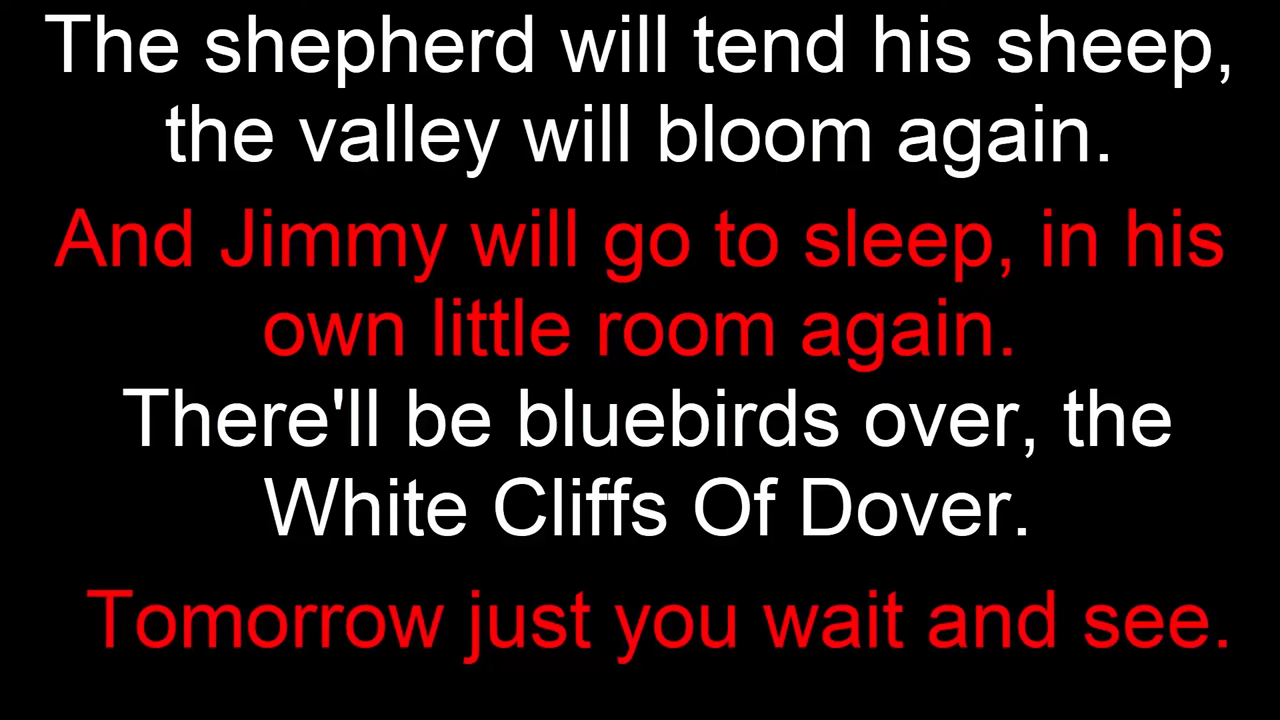 The shepherd will tend his sheep,
the valley will bloom again.
And Jimmy will go to sleep, in his
own little room again.
There'll be bluebirds over, the
White Cliffs Of Dover.
Tomorrow just you wait and see.